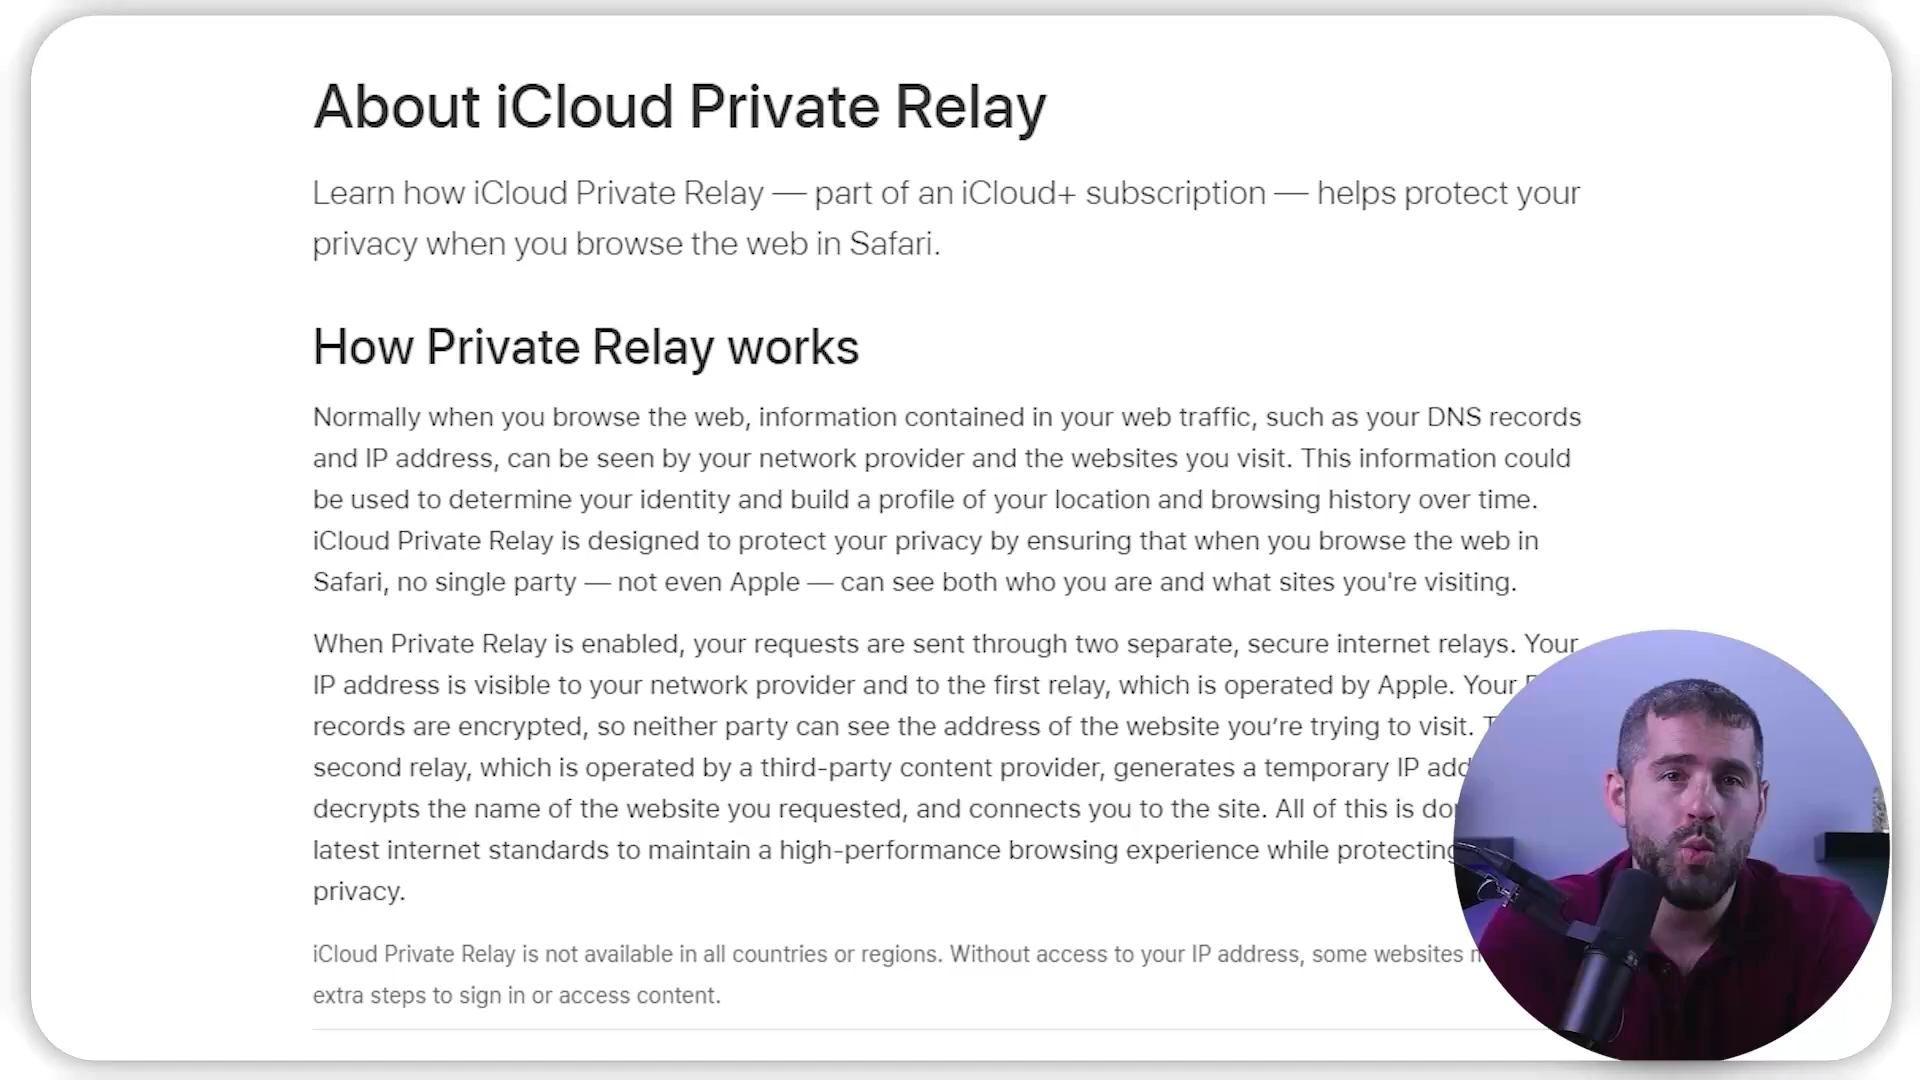 About iCloud Private Relay
Learn how iCloud Private Relay — part of an iCloud+ subscription — helps protect your
privacy when you browse the web in Safari.
How Private Relay works
Normally when you browse the web, information contained in your web traffic, such as your DNS records
and IP address, can be seen by your network provider and the websites you visit. This information could
be used to determine your identity and build a profile of your location and browsing history over time.
iCloud Private Relay is designed to protect your privacy by ensuring that when you browse the web in
Safari, no single party — not even Apple — can see both who you are and what sites you're visiting.
When Private Relay is enabled, your requests are sent through two separate, secure internet relays. Your
IP address is visible to your network provider and to the first relay, which is operated by Apple. Your
records are encrypted, so neither party can see the address of the website you’re trying to visit.
second relay, which is operated by a third-party content provider, generates a temporary IP
decrypts the name of the website you requested, and connects you to the site. All of this is
latest internet standards to maintain a high-performance browsing experience while protecting
privacy.
iCloud Private Relay is not available in all countries or regions. Without access to your IP address, some websites
extra steps to sign in or access content.